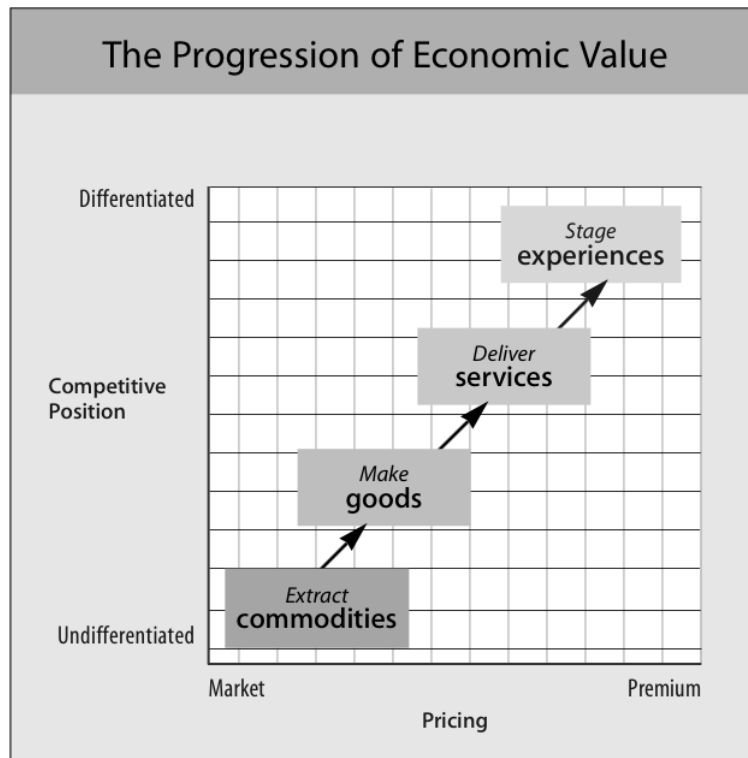 The Progression of Economic Value
Differentiated
Stage
experiences
Deliver
services
Competitive
Position
Make
goods
Extract
commodities
Undifferentiated
Market
Premium
Pricing